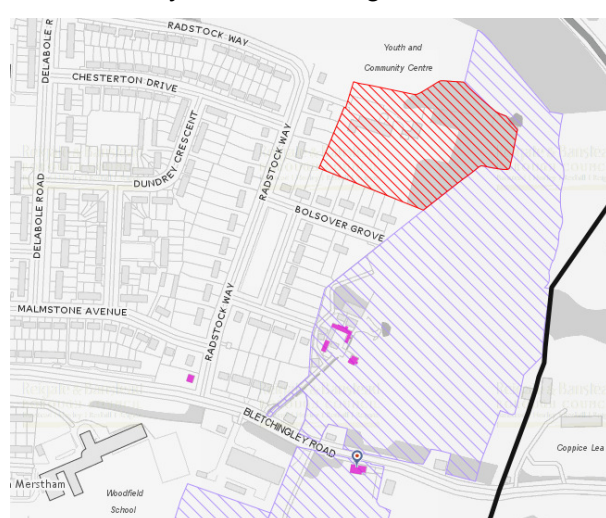 RADSTOCK WAY
Youth and
Community Centre
DELABOLE R
CHESTERTON DRIVE
DUNDREY CRESCENT
RADSTOCK WAY
DELABOLE ROAD
BOLSOVER GROVE
MALMSTONE AVENUE
RADSTOCK WAY
BLETCHINGLEY ROAD
Coppice Lea
Merstham
Woodfield
School